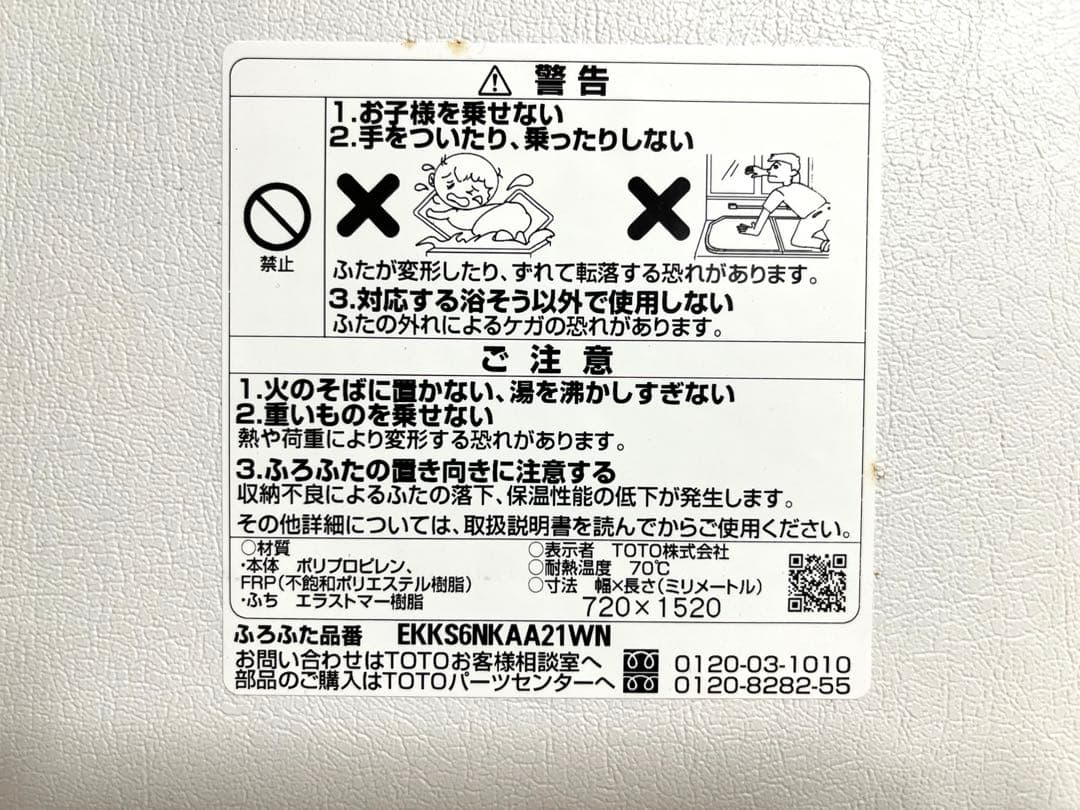 ⚠ 警告
1.お子様を乗せない
2.手をついたり、乗ったりしない
禁止
ふたが変形したり、ずれて転落する恐れがあります。
3.対応する浴そう以外で使用しない
ふたの外れによるケガの恐れがあります。
ご注意
1.火のそばに置かない、湯を沸かしすぎない
2.重いものを乗せない
熱や荷重により変形する恐れがあります。
3.ふろふたの置き向きに注意する
収納不良によるふたの落下、保温性能の低下が発生します。
その他詳細については、取扱説明書を読んでからご使用ください。
○材質
・本体 ポリプロピレン、
FRP(不飽和ポリエステル樹脂)
・ふち エラストマー樹脂
○表示者 TOTO株式会社
○耐熱温度 70℃
○寸法 幅×長さ(ミリメートル)
720×1520
ふろふた品番 EKKS6NKAA21WN
お問い合わせはTOTOお客様相談室へ 0120-03-1010
部品のご購入はTOTOパーツセンターへ 0120-8282-55